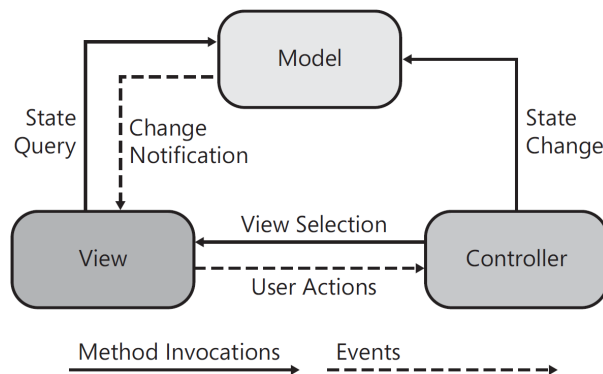 Model
State
Query
Change
Notification
State
Change
View Selection
View
Controller
User Actions
Method Invocations
Events